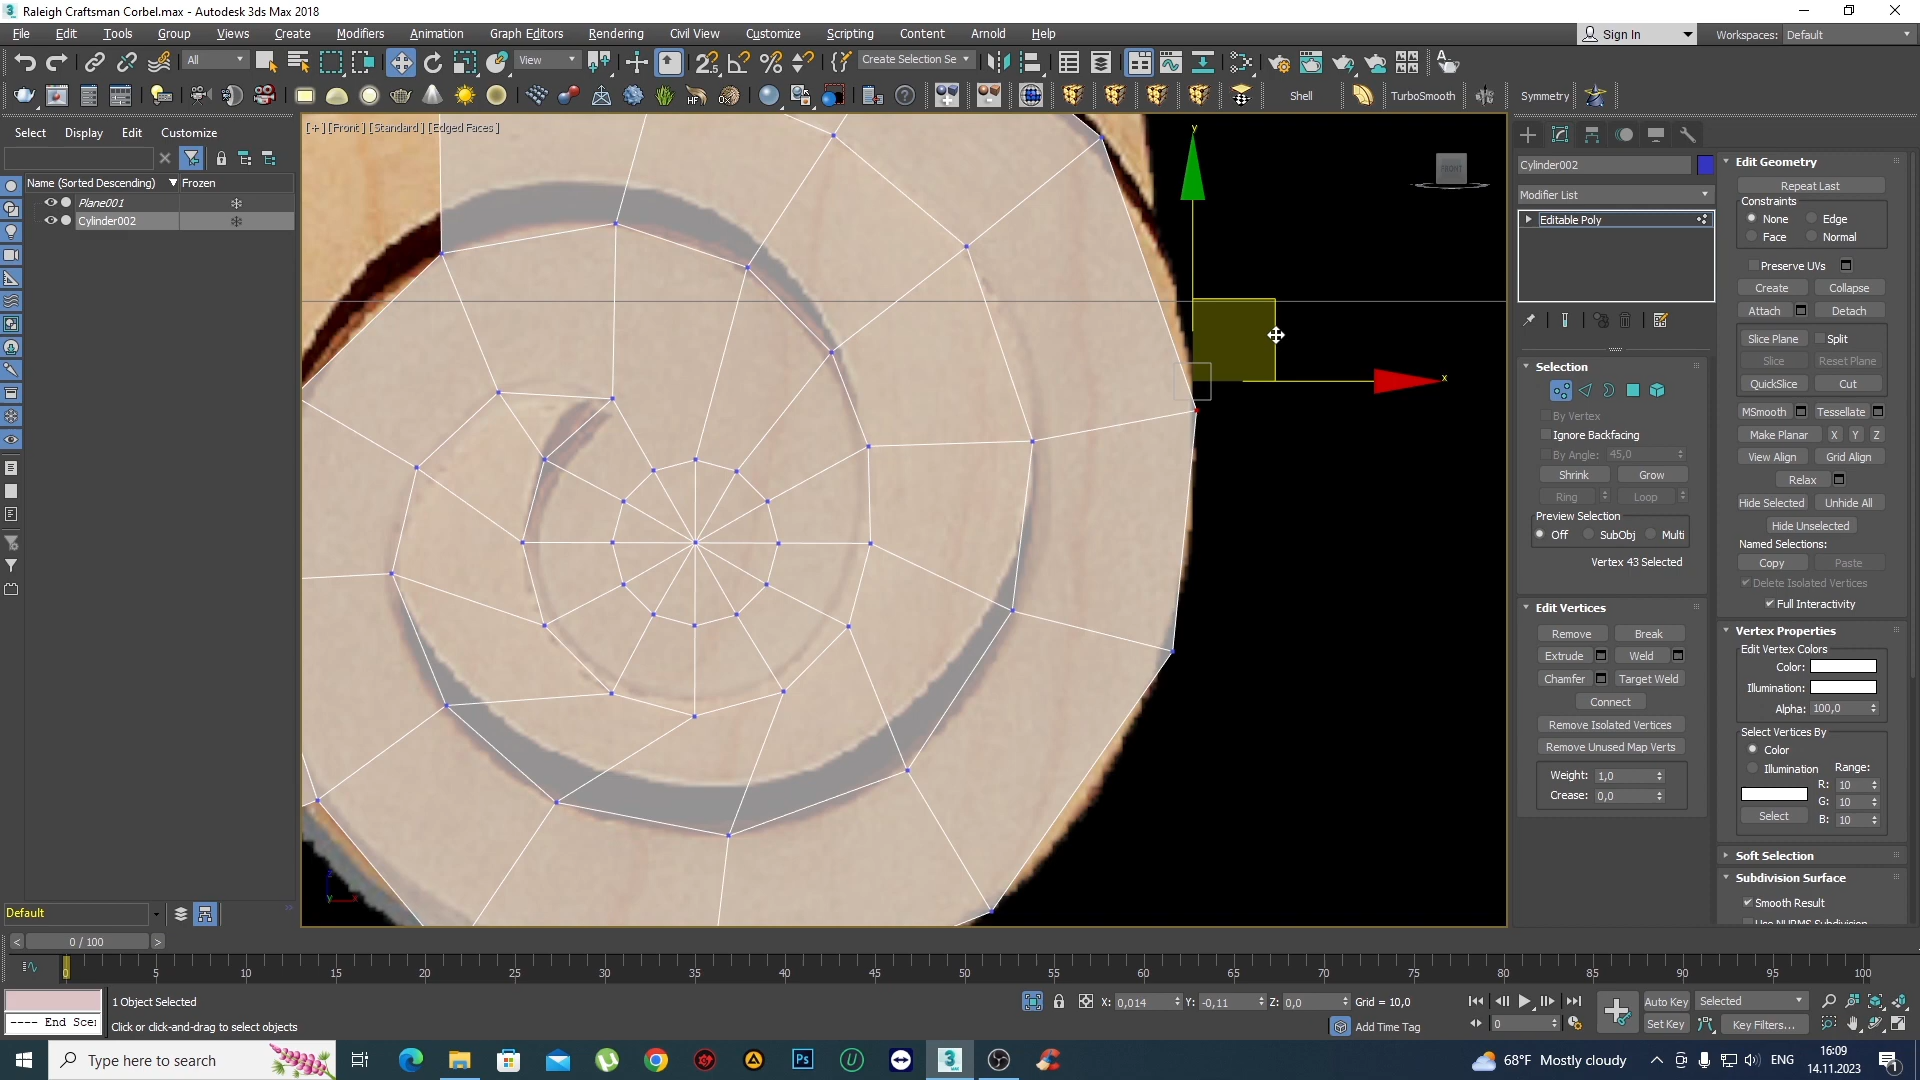 Raleigh Craftsman Corbel.max - Autodesk 3ds Max 2018
File Edit Tools Group Views Create Modifiers Animation Graph Editors Rendering Civil View Customize Scripting Content Arnold Help
Sign In Workspaces: Default
All View Create Selection Se
HF Shell TurboSmooth Symmetry
Select Display Edit Customize
Name (Sorted Descending) Frozen
Plane001
Cylinder002
[+] [Front] [Standard] [Edged Faces]
FRONT
y
x
z
y x
Cylinder002
Modifier List
Editable Poly
Selection
By Vertex
Ignore Backfacing
By Angle: 45,0
Shrink Grow
Ring Loop
Preview Selection
Off SubObj Multi
Vertex 43 Selected
Edit Vertices
Remove Break
Extrude Weld
Chamfer Target Weld
Connect
Remove Isolated Vertices
Remove Unused Map Verts
Weight: 1,0
Crease: 0,0
Edit Geometry
Repeat Last
Constraints
None Edge
Face Normal
Preserve UVs
Create Collapse
Attach Detach
Slice Plane Split
Slice Reset Plane
QuickSlice Cut
MSmooth Tessellate
Make Planar X Y Z
View Align Grid Align
Relax
Hide Selected Unhide All
Hide Unselected
Named Selections:
Copy Paste
Delete Isolated Vertices
Full Interactivity
Vertex Properties
Edit Vertex Colors
Color:
Illumination:
Alpha: 100,0
Select Vertices By
Color
Illumination Range:
R: 10
G: 10
Select B: 10
Soft Selection
Subdivision Surface
Smooth Result
Use NURMS Subdivision
Default
0 / 100
0 5 10 15 20 25 30 35 40 45 50 55 60 65 70 75 80 85 90 95 100
1 Object Selected
X: 0,014 Y: -0,11 Z: 0,0 Grid = 10,0
Auto Key Selected
---- End Scer
Click or click-and-drag to select objects
Add Time Tag
0
Set Key Key Filters...
Type here to search
Ps
3
68°F Mostly cloudy
ENG
16:09
14.11.2023
1